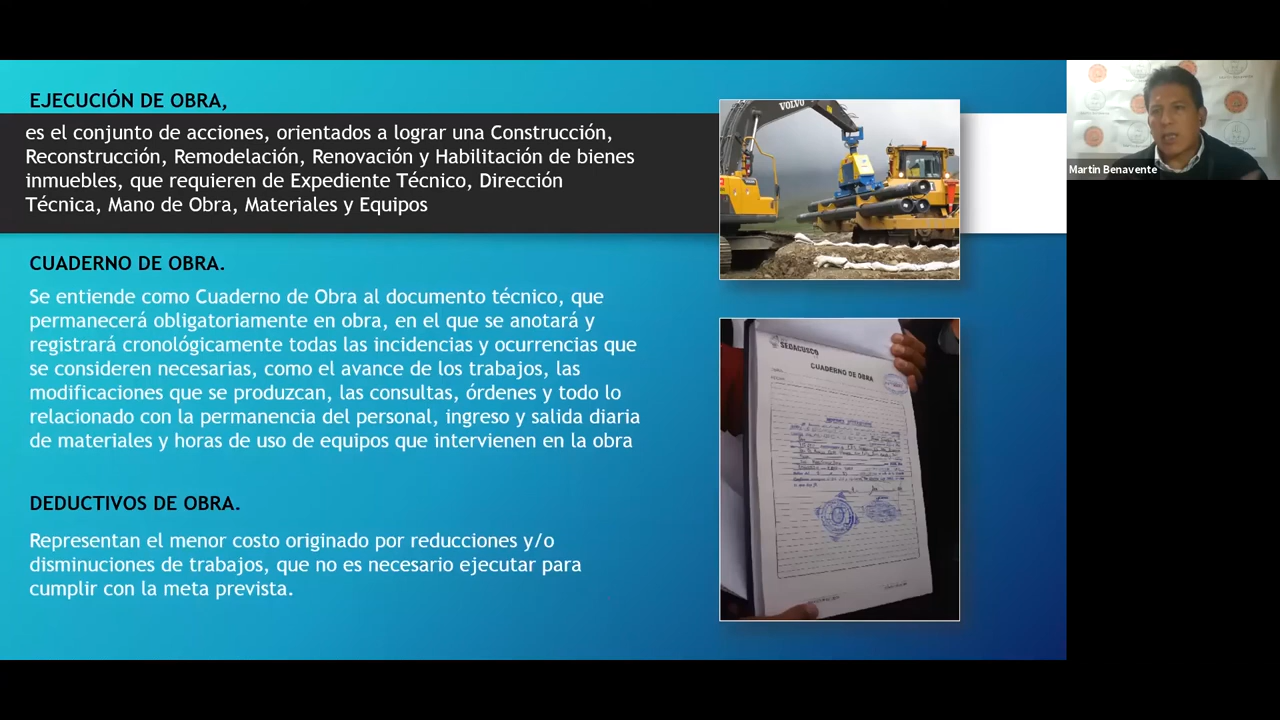 EJECUCIÓN DE OBRA,
es el conjunto de acciones, orientados a lograr una Construcción,
Reconstrucción, Remodelación, Renovación y Habilitación de bienes
inmuebles, que requieren de Expediente Técnico, Dirección
Técnica, Mano de Obra, Materiales y Equipos
CUADERNO DE OBRA.
Se entiende como Cuaderno de Obra al documento técnico, que
permanecerá obligatoriamente en obra, en el que se anotará y
registrará cronológicamente todas las incidencias y ocurrencias que
se consideren necesarias, como el avance de los trabajos, las
modificaciones que se produzcan, las consultas, órdenes y todo lo
relacionado con la permanencia del personal, ingreso y salida diaria
de materiales y horas de uso de equipos que intervienen en la obra
DEDUCTIVOS DE OBRA.
Representan el menor costo originado por reducciones y/o
disminuciones de trabajos, que no es necesario ejecutar para
cumplir con la meta prevista.
VOLVO
SEDACUSCO
CUADERNO DE OBRA
Martin Benavente